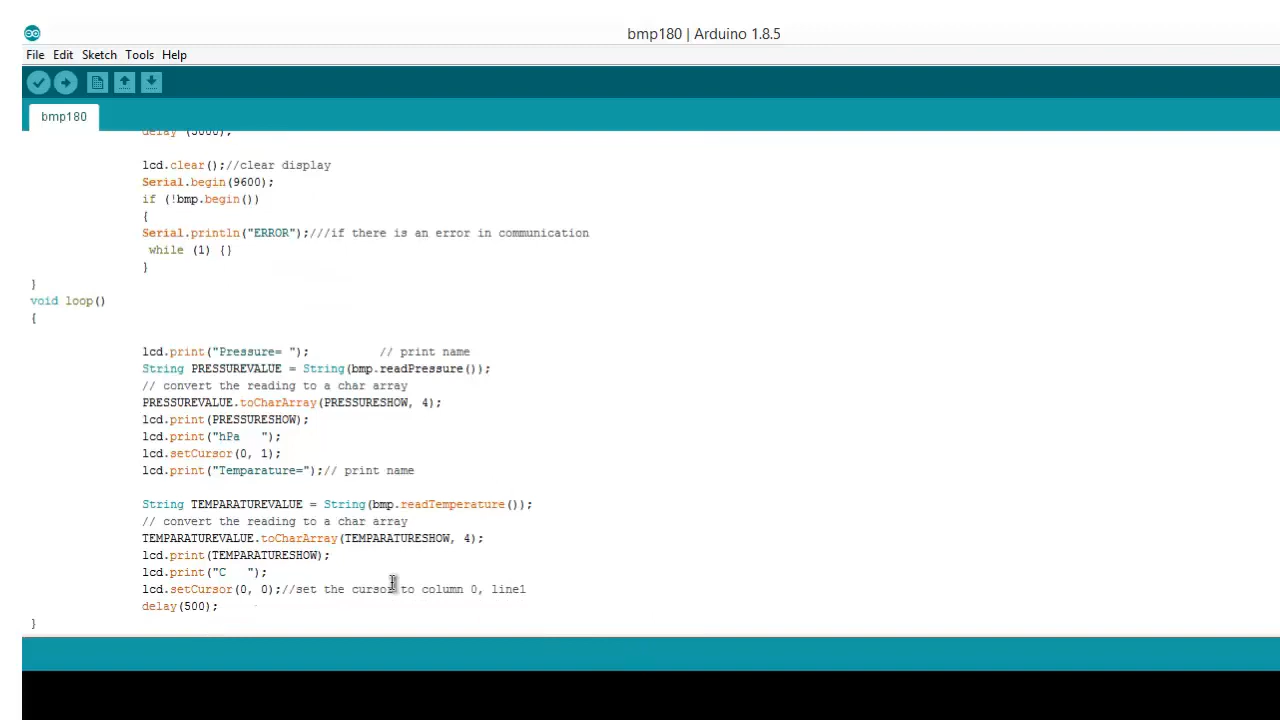 bmp180 | Arduino 1.8.5
File Edit Sketch Tools Help
bmp180
delay (3000);
lcd.clear();//clear display
Serial.begin(9600);
if (!bmp.begin())
{
Serial.println("ERROR");///if there is an error in communication
while (1) {}
}
}
void loop()
{
lcd.print("Pressure= "); // print name
String PRESSUREVALUE = String(bmp.readPressure());
// convert the reading to a char array
PRESSUREVALUE.toCharArray(PRESSURESHOW, 4);
lcd.print(PRESSURESHOW);
lcd.print("hPa   ");
lcd.setCursor(0, 1);
lcd.print("Temparature=");// print name
String TEMPARATUREVALUE = String(bmp.readTemperature());
// convert the reading to a char array
TEMPARATUREVALUE.toCharArray(TEMPARATURESHOW, 4);
lcd.print(TEMPARATURESHOW);
lcd.print("C   ");
lcd.setCursor(0, 0);//set the cursor to column 0, line1
delay(500);
}